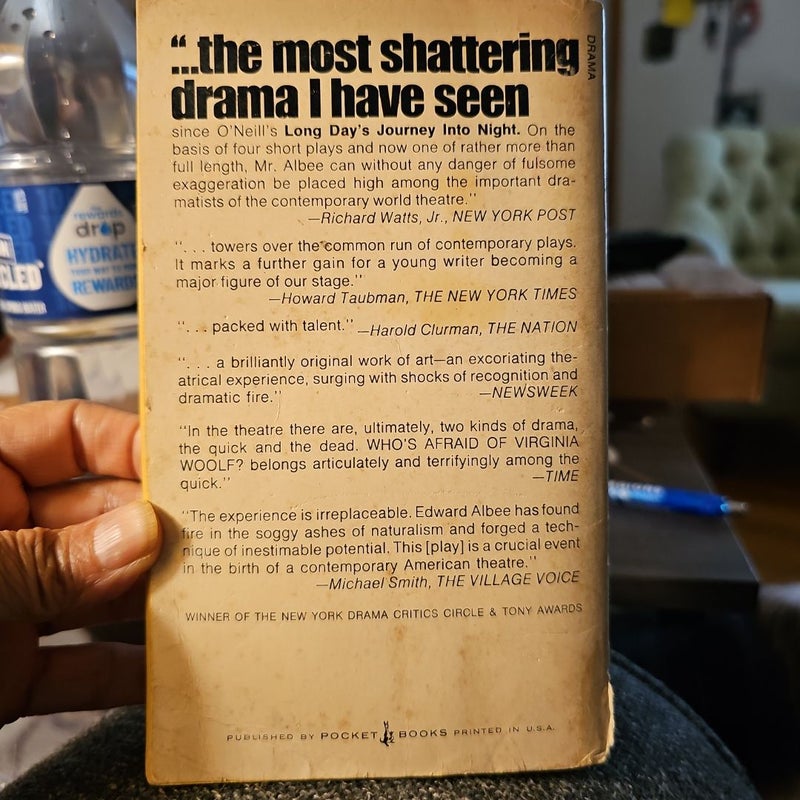 "...the most shattering
drama I have seen
since O'Neill's Long Day's Journey Into Night. On the
basis of four short plays and now one of rather more than
full length, Mr. Albee can without any danger of fulsome
exaggeration be placed high among the important dra-
matists of the contemporary world theatre."
—Richard Watts, Jr., NEW YORK POST
". . . towers over the common run of contemporary plays.
It marks a further gain for a young writer becoming a
major figure of our stage."
—Howard Taubman, THE NEW YORK TIMES
". . . packed with talent." —Harold Clurman, THE NATION
". . . a brilliantly original work of art—an excoriating the-
atrical experience, surging with shocks of recognition and
dramatic fire." —NEWSWEEK
"In the theatre there are, ultimately, two kinds of drama,
the quick and the dead. WHO'S AFRAID OF VIRGINIA
WOOLF? belongs articulately and terrifyingly among the
quick." —TIME
"The experience is irreplaceable. Edward Albee has found
fire in the soggy ashes of naturalism and forged a tech-
nique of inestimable potential. This [play] is a crucial event
in the birth of a contemporary American theatre."
—Michael Smith, THE VILLAGE VOICE
WINNER OF THE NEW YORK DRAMA CRITICS CIRCLE & TONY AWARDS
PUBLISHED BY POCKET BOOKS PRINTED IN U.S.A.
DRAMA
rewards
drop
HYDRATE
YOUR WAY TO
REWARDS